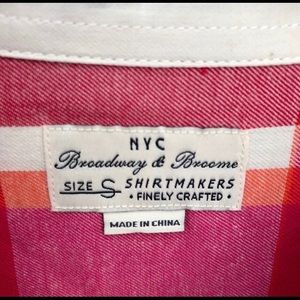 NYC
Broadway & Broome
SIZE S SHIRTMAKERS
• FINELY CRAFTED •
MADE IN CHINA